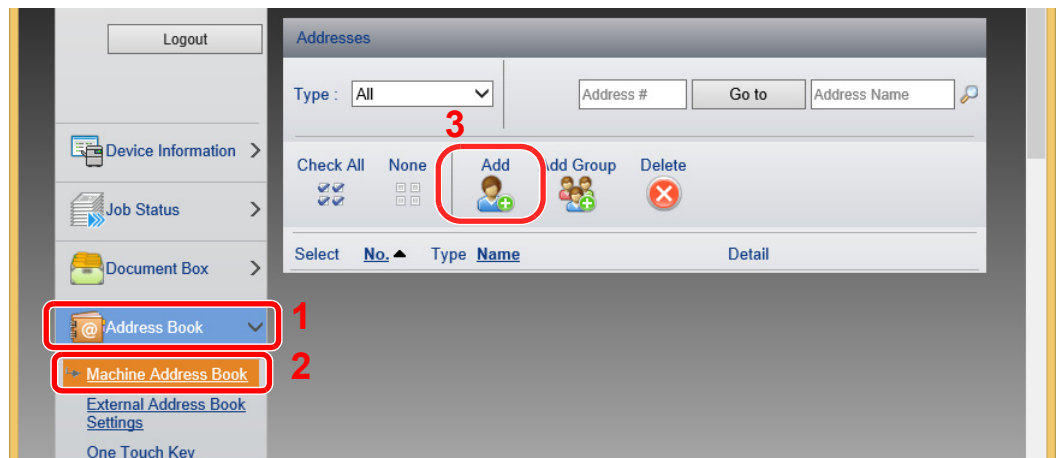 Logout
Addresses
Type : All
Address #
Go to
Address Name
3
Device Information
Check All
None
Add
Add Group
Delete
Job Status
Select
No.
Type
Name
Detail
Document Box
Address Book
1
Machine Address Book
2
External Address Book
Settings
One Touch Key